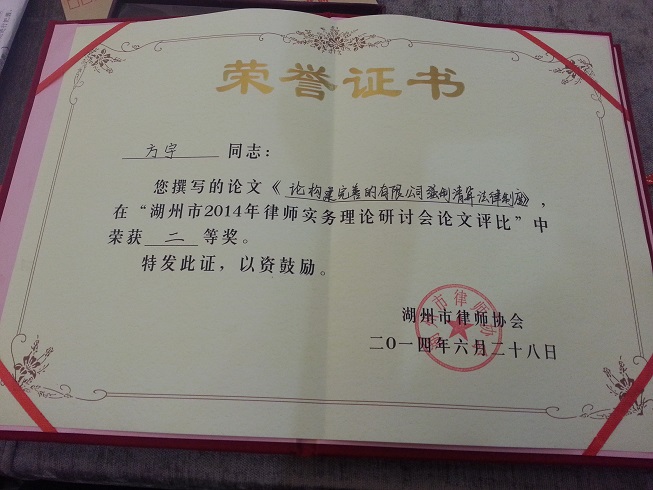 荣誉证书
方宇 同志：
您撰写的论文《论构建完善的有限公司强制清算法律制度》，
在“湖州市2014年律师实务理论研讨会论文评比”中
荣获 二 等奖。
特发此证，以资鼓励。
湖州市律师协会
二〇一四年六月二十八日